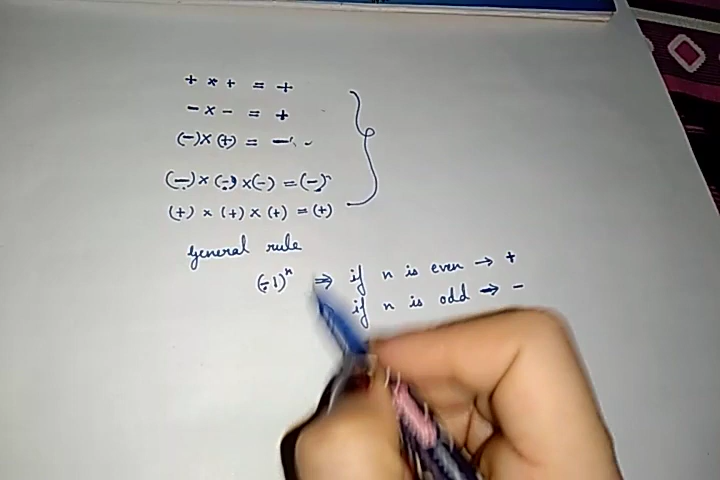 + × + = +
- × - = +
(-) × (+) = -
(-) × (-) × (-) = (-)
(+) × (+) × (+) = (+)
general rule
(-1)^n ⇒ if n is even → +
if n is odd → -